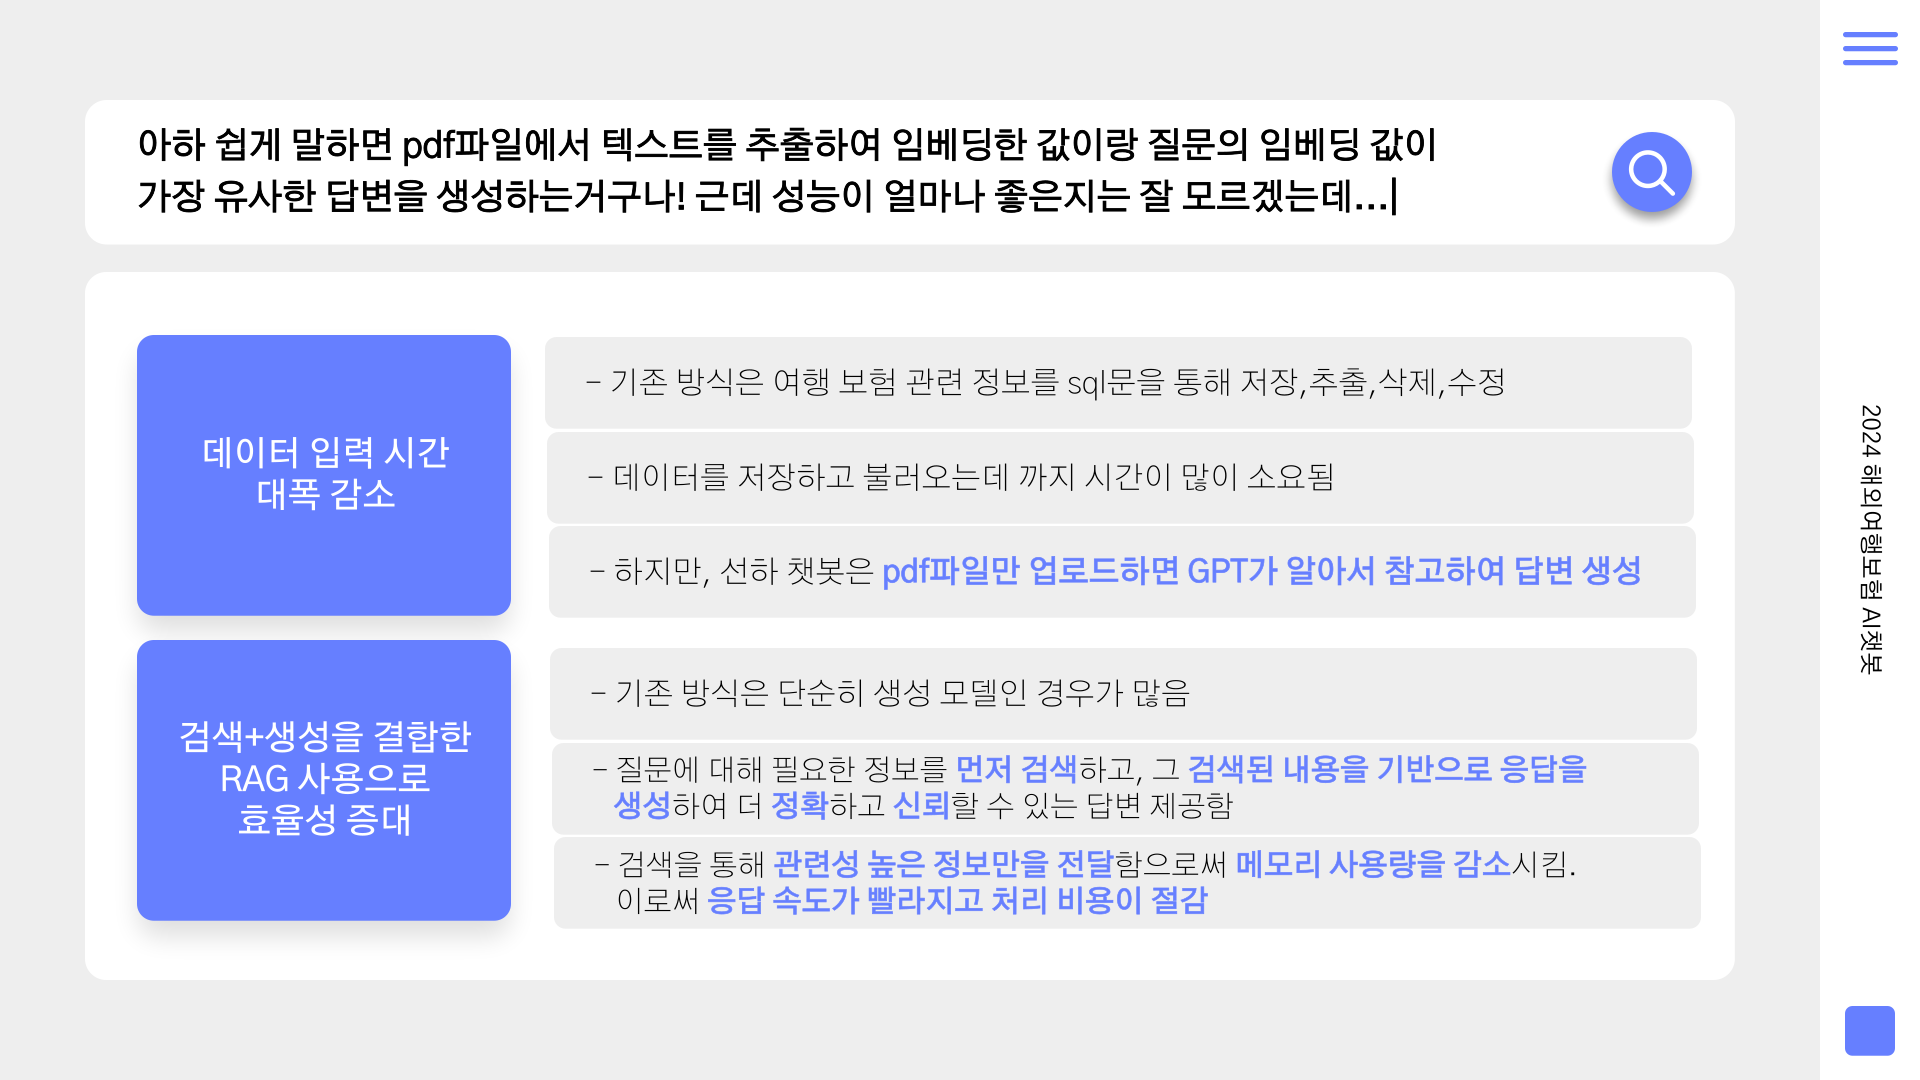 아하 쉽게 말하면 pdf파일에서 텍스트를 추출하여 임베딩한 값이랑 질문의 임베딩 값이
가장 유사한 답변을 생성하는거구나! 근데 성능이 얼마나 좋은지는 잘 모르겠는데...|
데이터 입력 시간
대폭 감소
- 기존 방식은 여행 보험 관련 정보를 sql문을 통해 저장,추출,삭제,수정
- 데이터를 저장하고 불러오는데 까지 시간이 많이 소요됨
- 하지만, 선하 챗봇은 pdf파일만 업로드하면 GPT가 알아서 참고하여 답변 생성
검색+생성을 결합한
RAG 사용으로
효율성 증대
- 기존 방식은 단순히 생성 모델인 경우가 많음
- 질문에 대해 필요한 정보를 먼저 검색하고, 그 검색된 내용을 기반으로 응답을
생성하여 더 정확하고 신뢰할 수 있는 답변 제공함
- 검색을 통해 관련성 높은 정보만을 전달함으로써 메모리 사용량을 감소시킴.
이로써 응답 속도가 빨라지고 처리 비용이 절감
2024 해외여행보험 AI챗봇